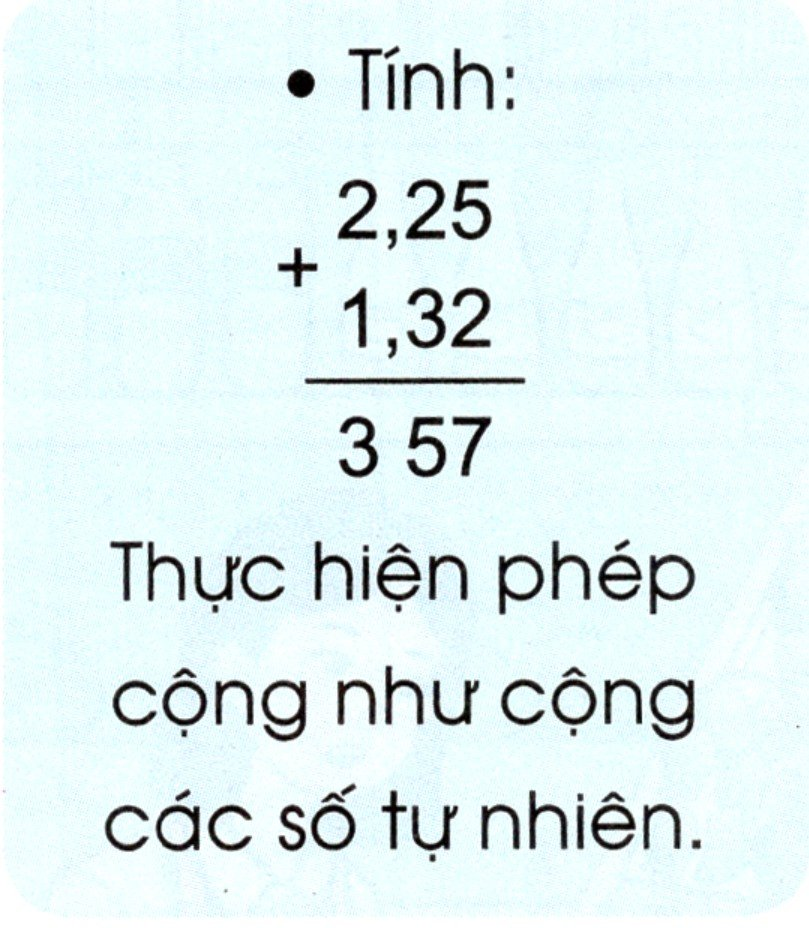 • Tính:
2,25
+
1,32
3 57
Thực hiện phép
cộng như cộng
các số tự nhiên.